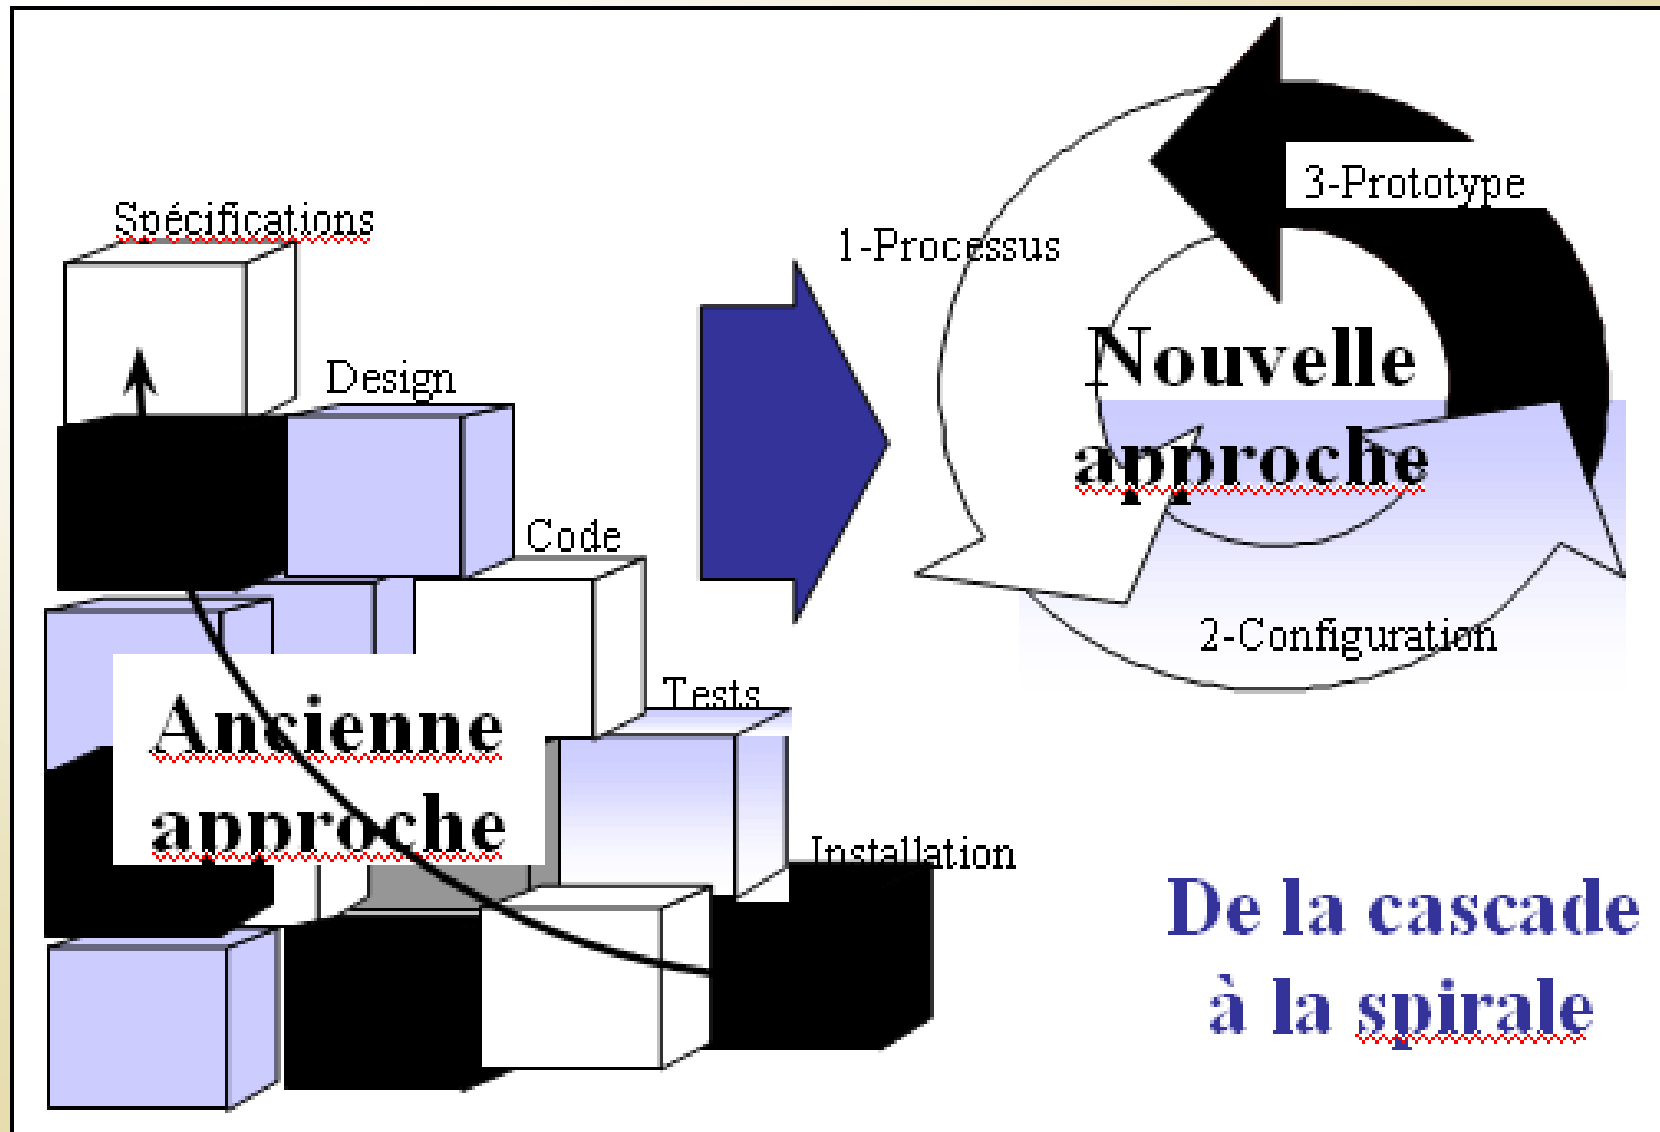 Spécifications
Design
Code
Tests
Installation
Ancienne
approche
1-Processus
3-Prototype
Nouvelle
approche
2-Configuration
De la cascade
à la spirale